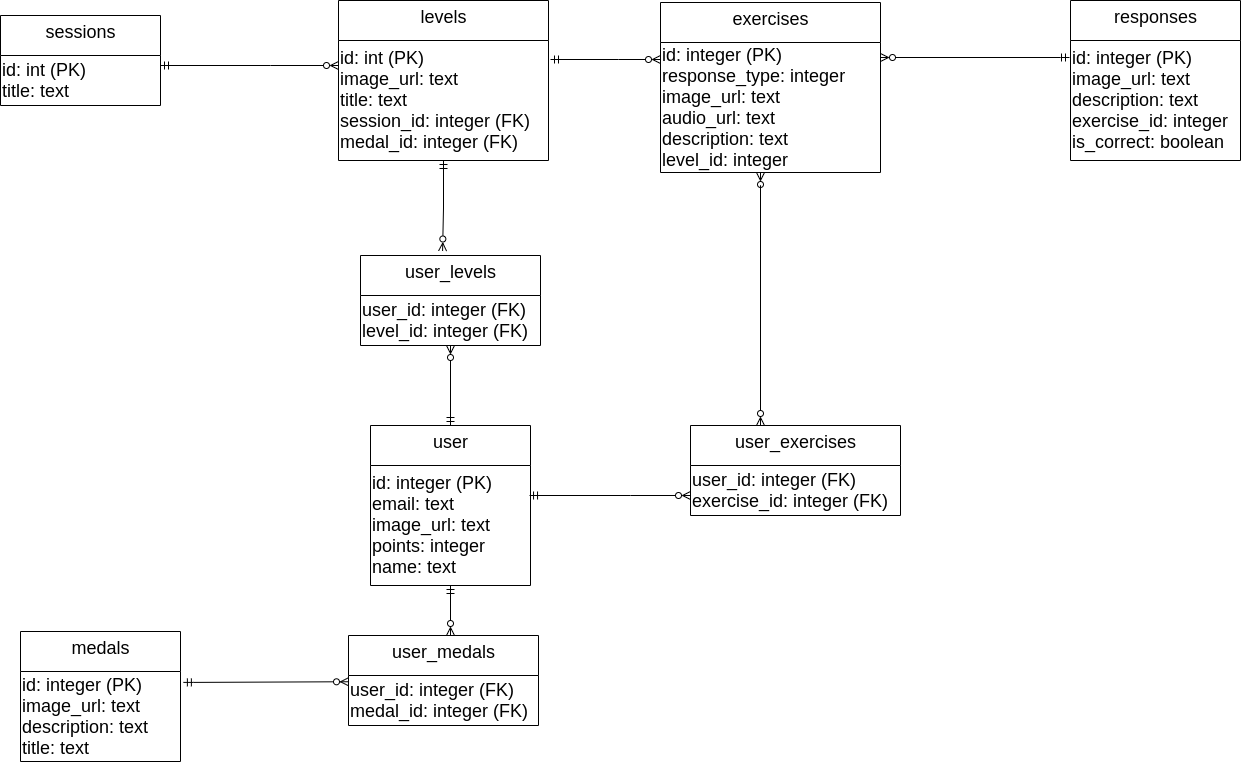 sessions
id: int (PK)
title: text
levels
id: int (PK)
image_url: text
title: text
session_id: integer (FK)
medal_id: integer (FK)
exercises
id: integer (PK)
response_type: integer
image_url: text
audio_url: text
description: text
level_id: integer
responses
id: integer (PK)
image_url: text
description: text
exercise_id: integer
is_correct: boolean
user_levels
user_id: integer (FK)
level_id: integer (FK)
user
id: integer (PK)
email: text
image_url: text
points: integer
name: text
user_exercises
user_id: integer (FK)
exercise_id: integer (FK)
medals
id: integer (PK)
image_url: text
description: text
title: text
user_medals
user_id: integer (FK)
medal_id: integer (FK)